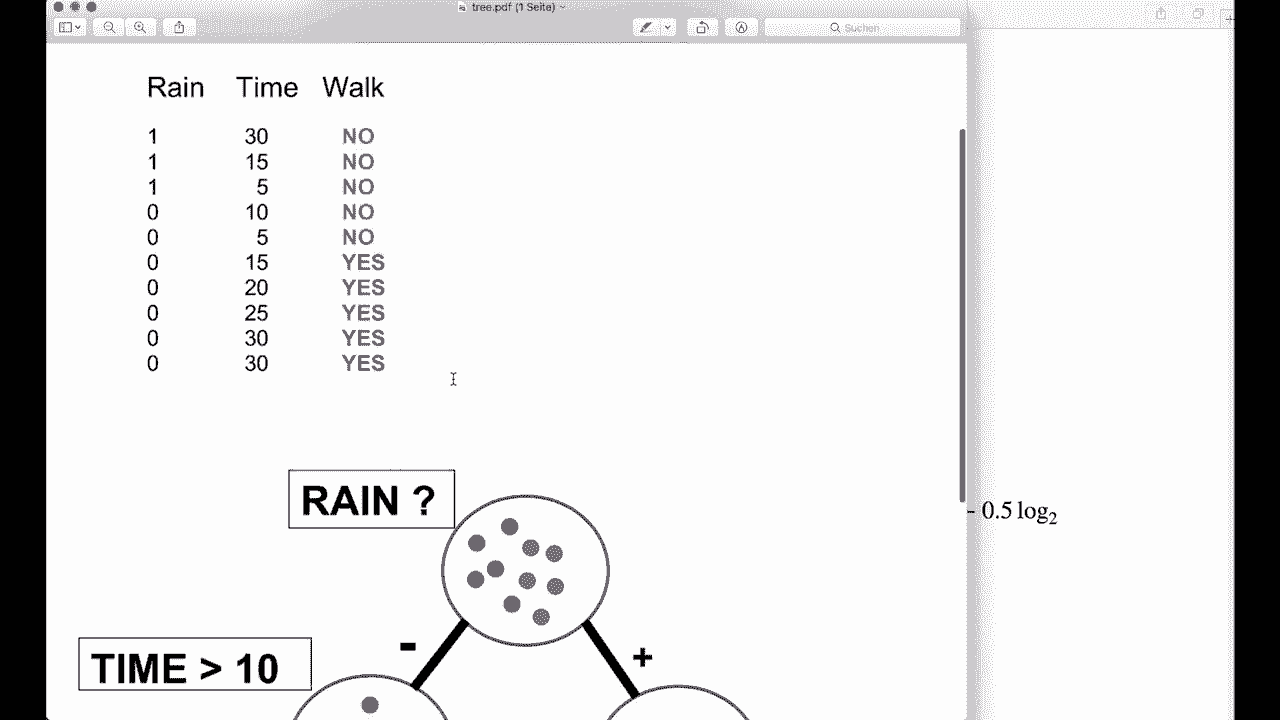 tree.pdf (1 Seite)
Suchen
Rain Time Walk
1 30 NO
1 15 NO
1 5 NO
0 10 NO
0 5 NO
0 15 YES
0 20 YES
0 25 YES
0 30 YES
0 30 YES
RAIN ?
- 0.5 log₂
- +
TIME > 10